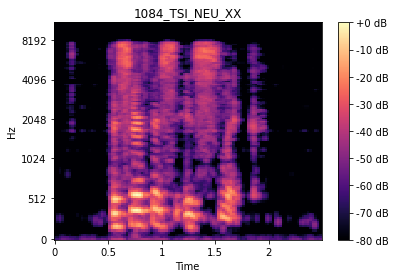 1084_TSI_NEU_XX
8192
4096
2048
1024
512
0
Hz
0 0.5 1 1.5 2
Time
+0 dB
-10 dB
-20 dB
-30 dB
-40 dB
-50 dB
-60 dB
-70 dB
-80 dB